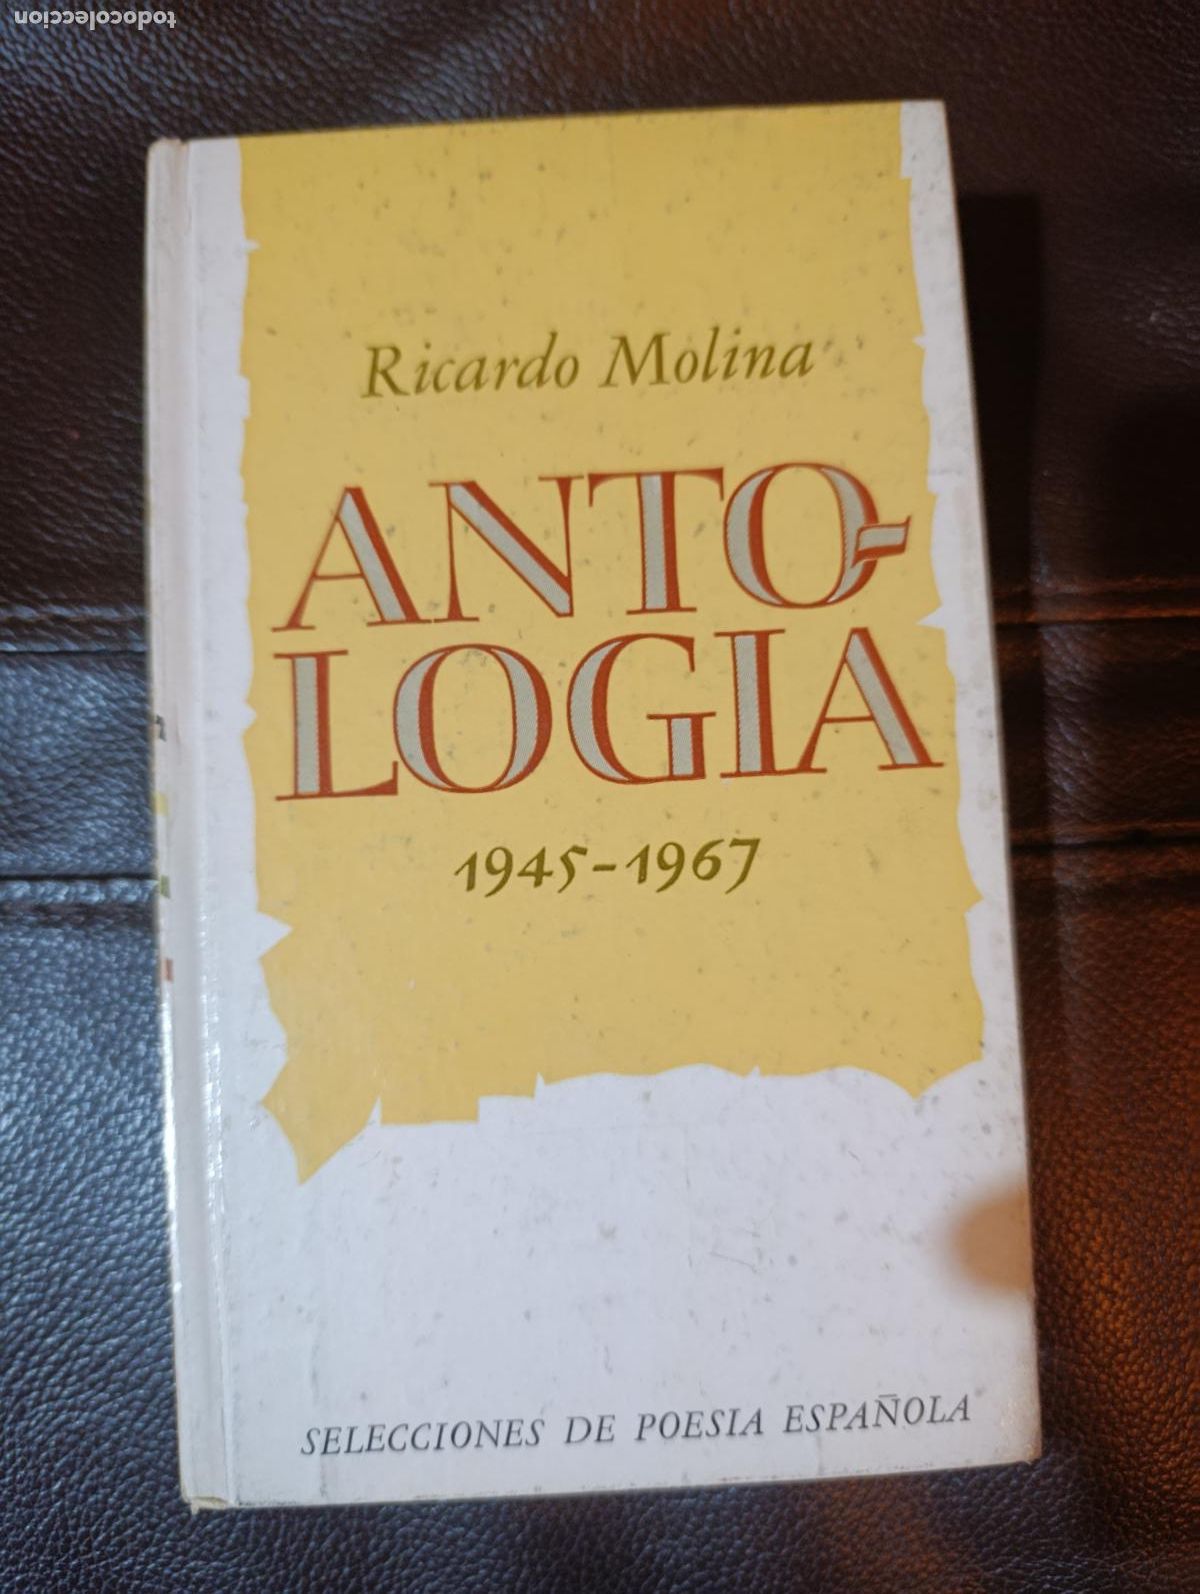 todocoleccion
Ricardo Molina
ANTO-
LOGIA
1945-1967
SELECCIONES DE POESIA ESPAÑOLA